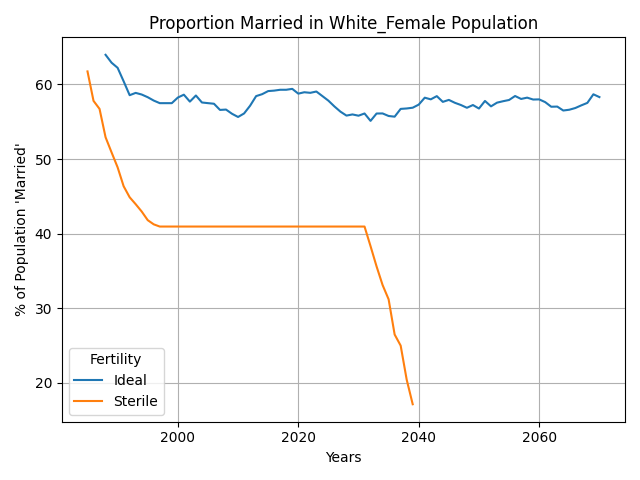 Proportion Married in White_Female Population
% of Population 'Married'
60
50
40
30
20
Fertility
Ideal
Sterile
2000
2020
2040
2060
Years